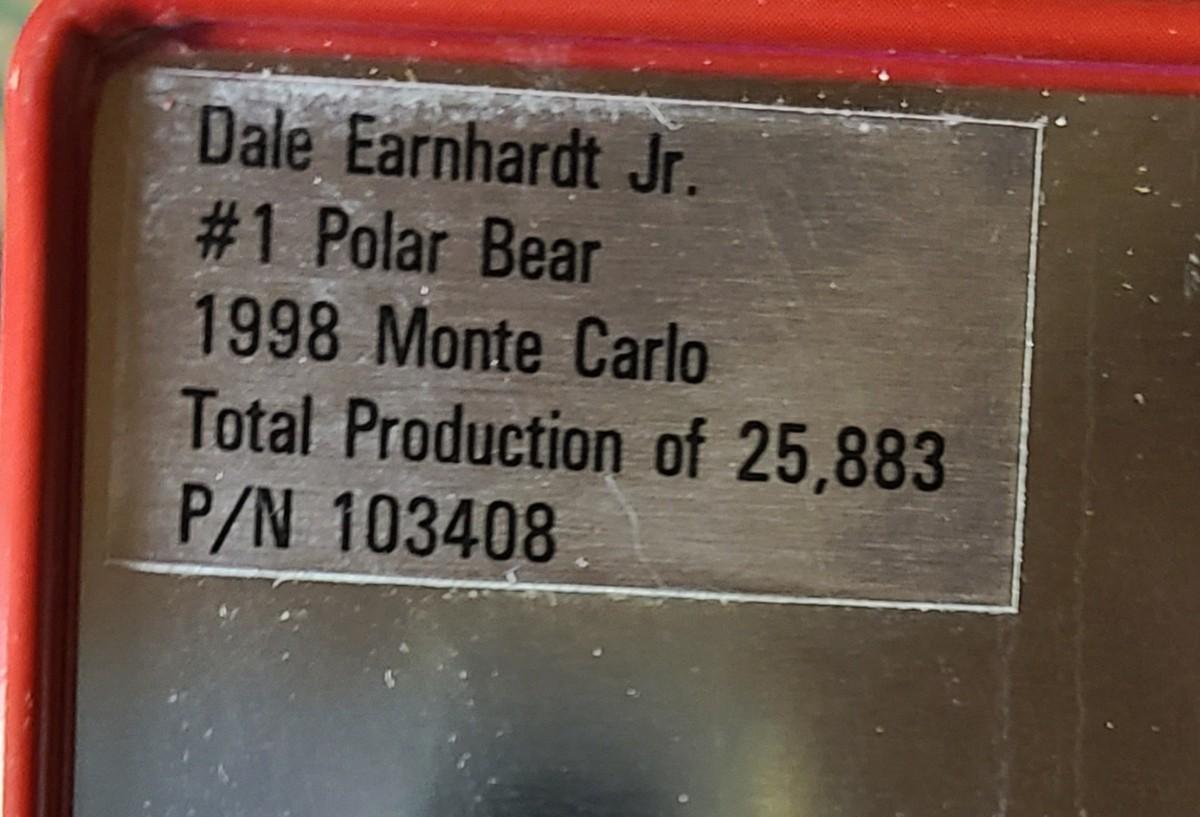 Dale Earnhardt Jr.
#1 Polar Bear
1998 Monte Carlo
Total Production of 25,883
P/N 103408